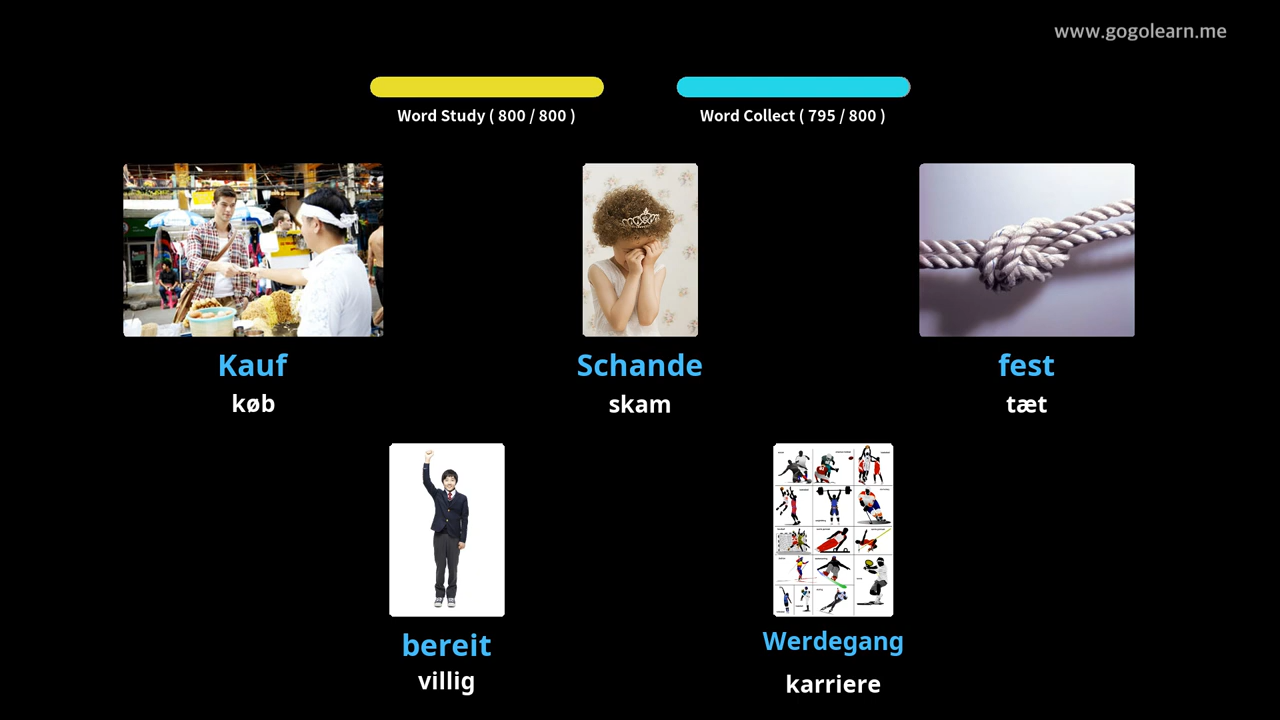 www.gogolearn.me
Word Study ( 800 / 800 )
Word Collect ( 795 / 800 )
Kauf
køb
Schande
skam
fest
tæt
bereit
villig
Werdegang
karriere